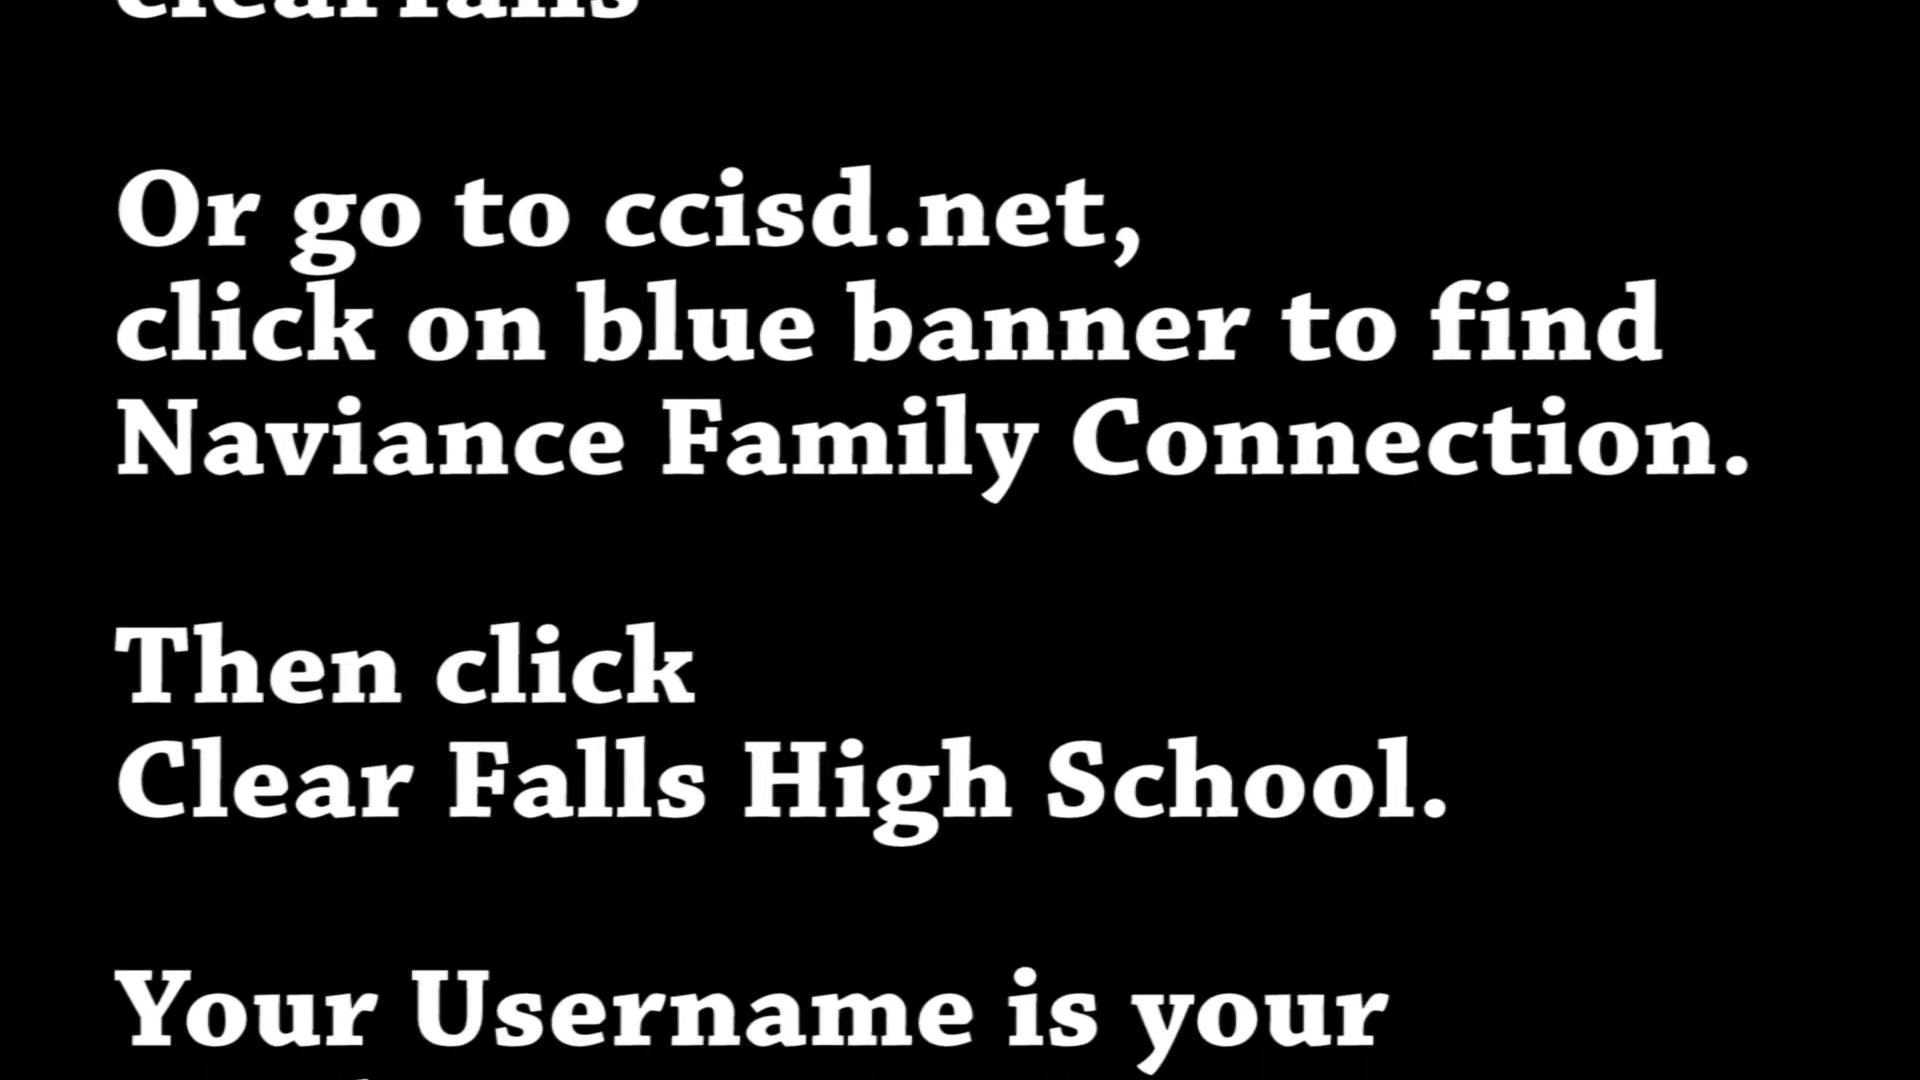 clearfalls
Or go to ccisd.net,
click on blue banner to find
Naviance Family Connection.
Then click
Clear Falls High School.
Your Username is your